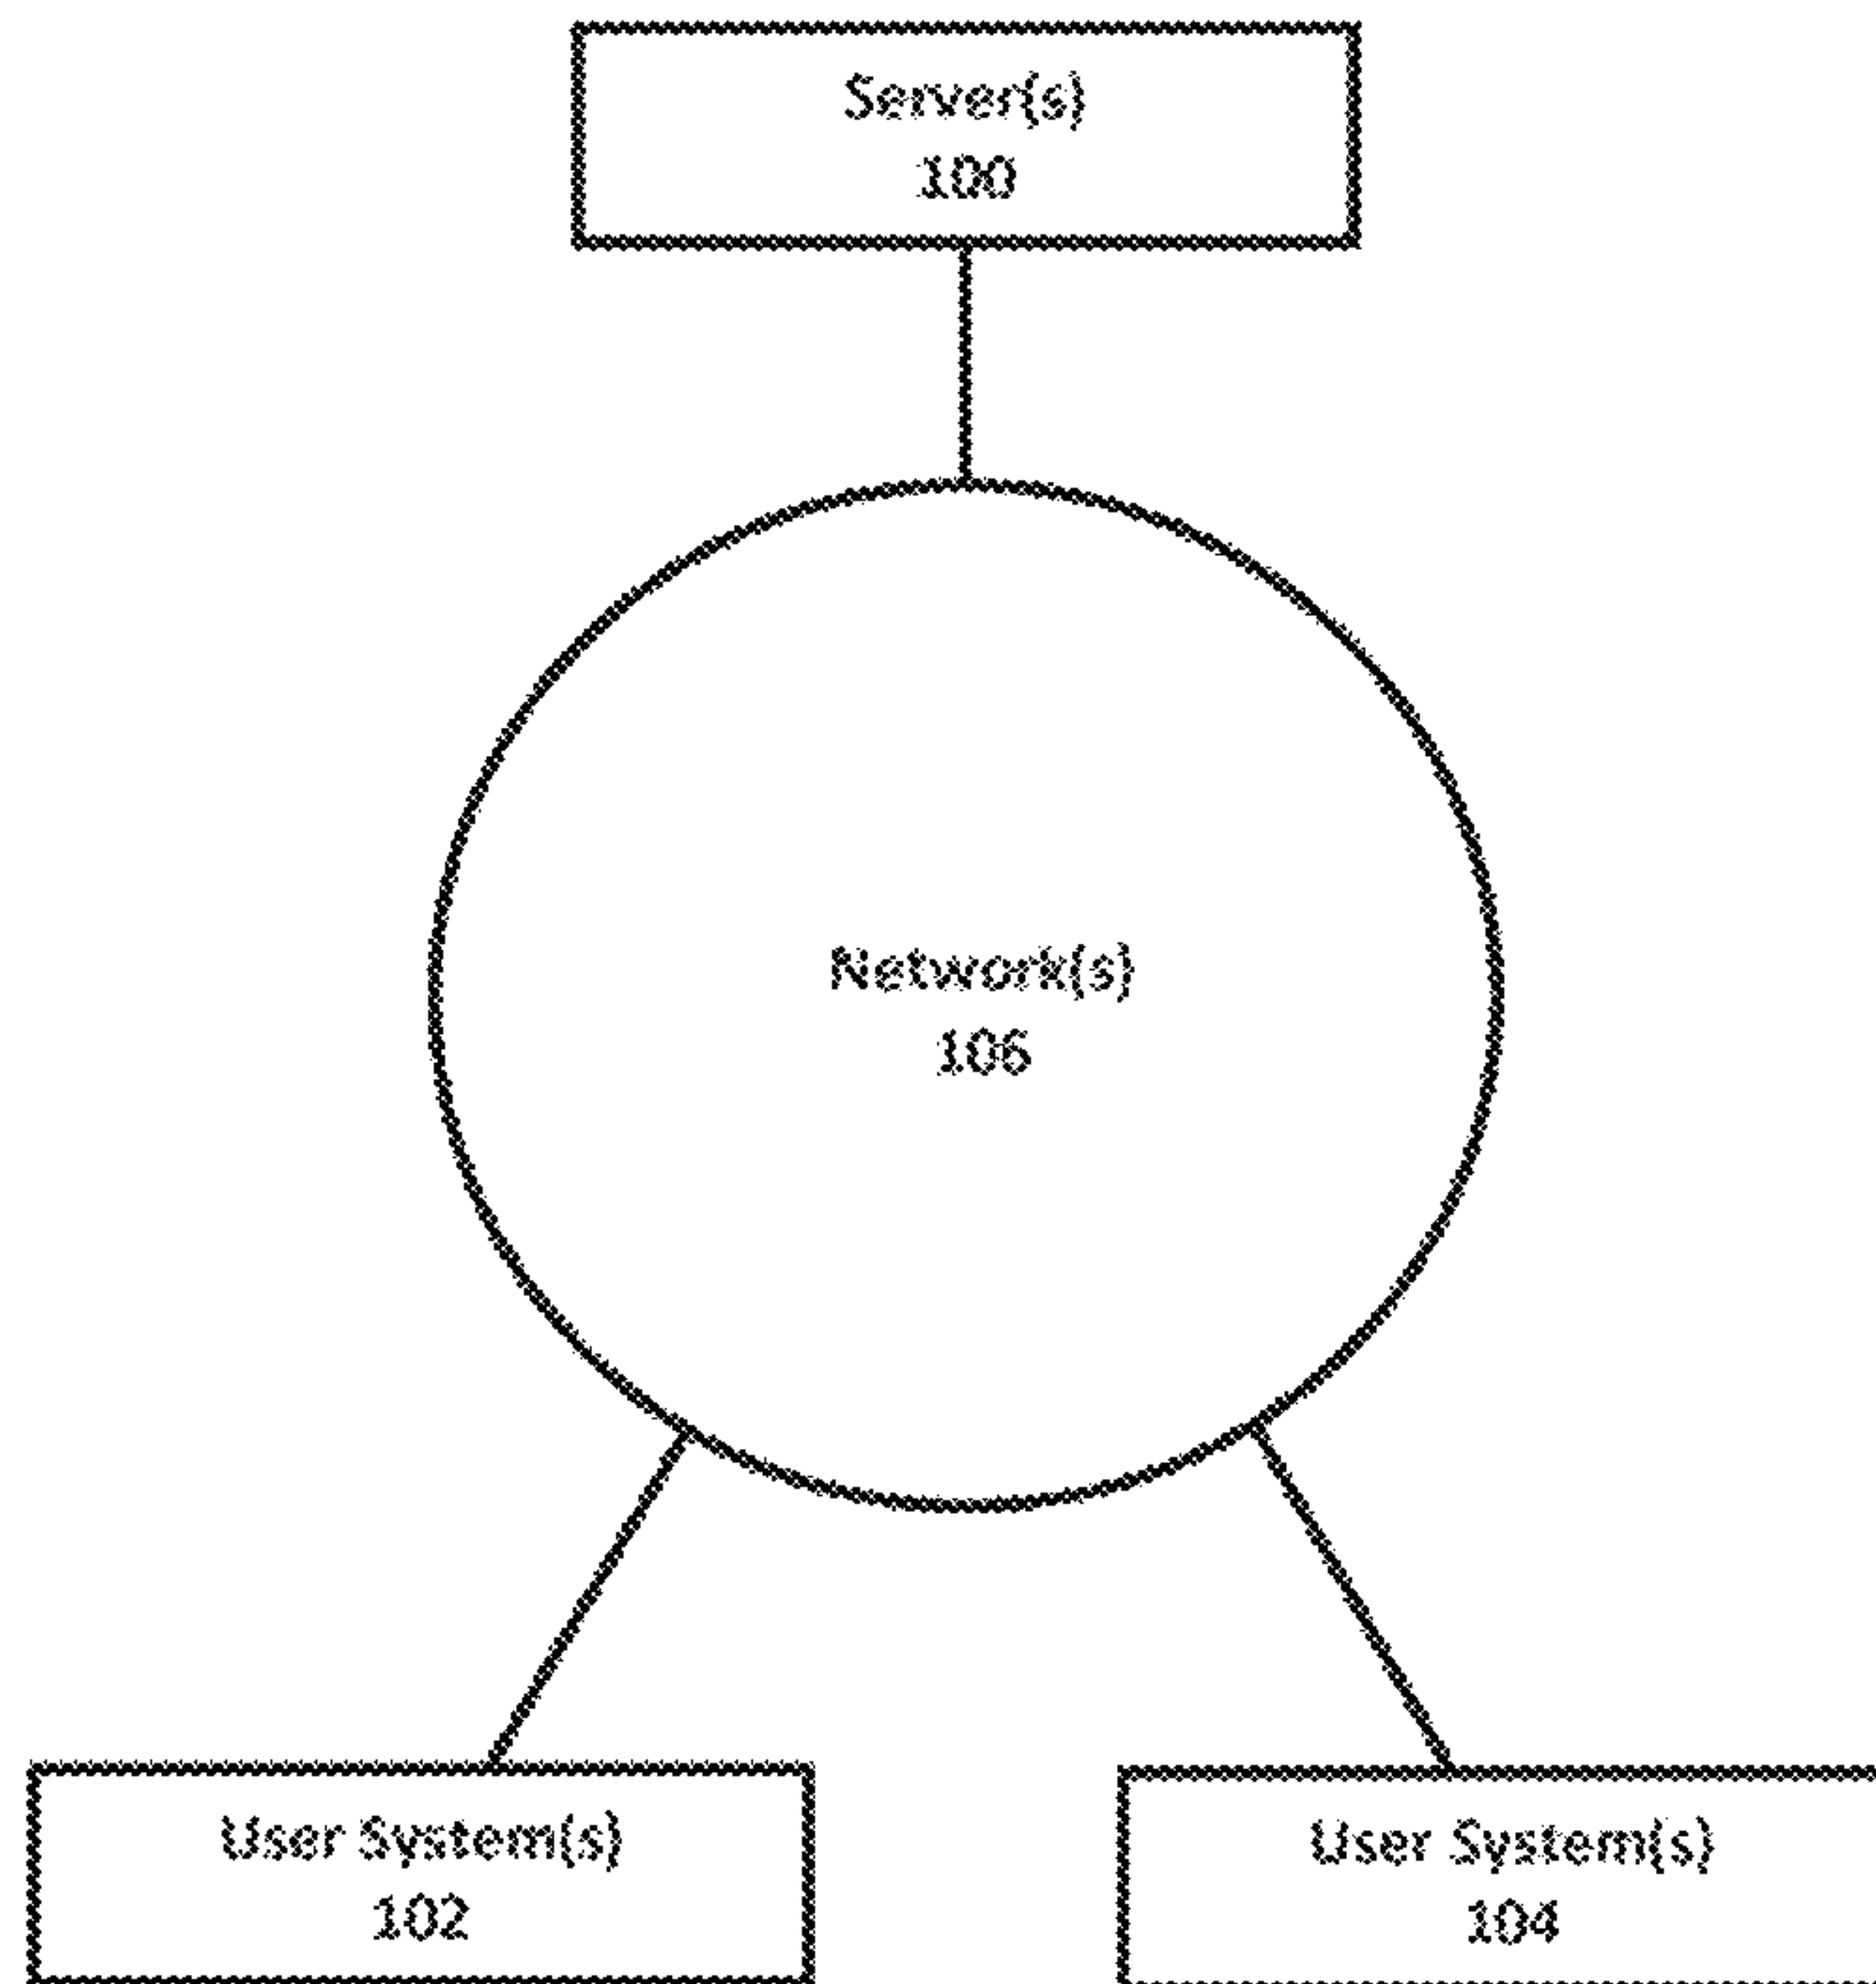 Server(s)
100
Network(s)
106
User System(s)
102
User System(s)
104